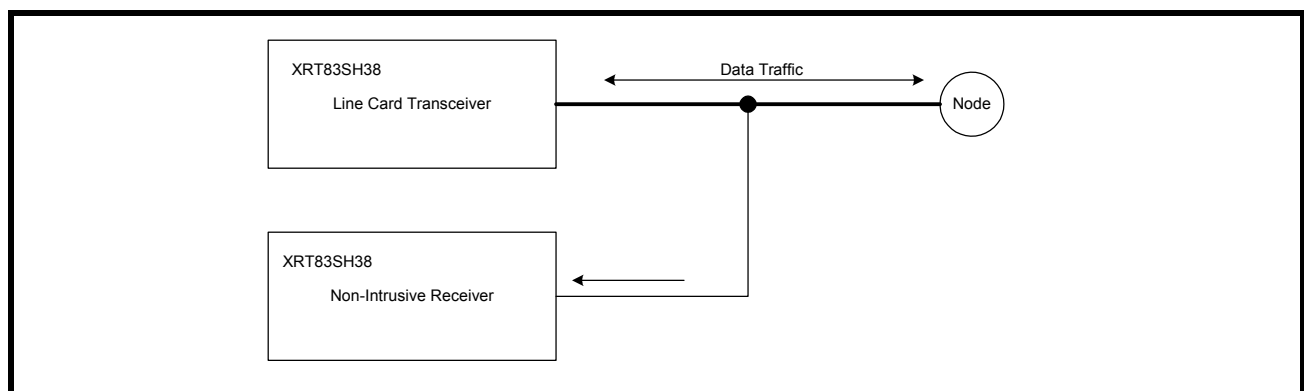 XRT83SH38
Line Card Transceiver
Data Traffic
Node
XRT83SH38
Non-Intrusive Receiver